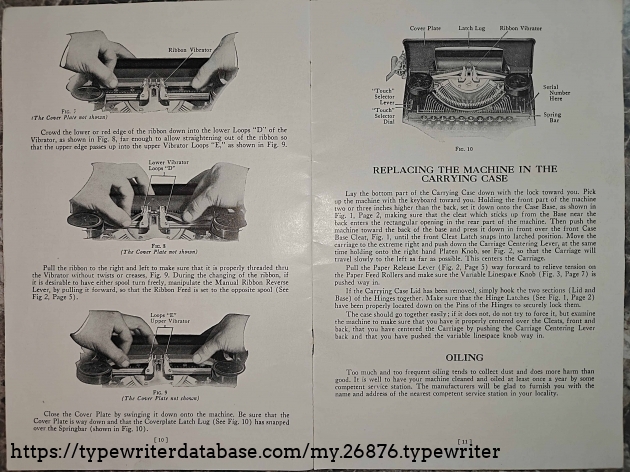 Ribbon Vibrator
FIG. 7
(The Cover Plate not shown)
Crowd the lower or red edge of the ribbon down into the lower Loops "D" of the
Vibrator, as shown in Fig. 8, far enough to allow straightening out of the ribbon so
that the upper edge passes up into the upper Vibrator Loops "E," as shown in Fig. 9.
Lower Vibrator
Loops "D"
FIG. 8
(The Cover Plate not shown)
Pull the ribbon to the right and left to make sure that it is properly threaded thru
the Vibrator without twists or creases, Fig. 9. During the changing of the ribbon, if
it is desirable to have either spool turn freely, manipulate the Manual Ribbon Reverse
Lever, by pulling it forward, so that the Ribbon Feed is set to the opposite spool (See
Fig 2, Page 5).
Loops "E"
Upper Vibrator
FIG. 9
(The Cover Plate not shown)
Close the Cover Plate by swinging it down onto the machine. Be sure that the
Cover Plate is way down and that the Coverplate Latch Lug (See Fig. 10) has snapped
over the Springbar (shown in Fig. 10).
[ 10 ]
Cover Plate
Latch Lug
Ribbon Vibrator
"Touch"
Selector
Lever
"Touch"
Selector
Dial
Serial
Number
Here
Spring
Bar
FIG. 10
REPLACING THE MACHINE IN THE
CARRYING CASE
Lay the bottom part of the Carrying Case down with the lock toward you. Pick
up the machine with the keyboard toward you. Holding the front part of the machine
two or three inches higher than the back, set it down onto the Case Base, as shown in
Fig. 1, Page 2, making sure that the cleat which sticks up from the Base near the
back enters the rectangular opening in the rear part of the machine. Then push the
machine toward the back of the base and press it down in front over the front Case
Base Cleat, Fig. 1, until the front Cleat Latch snaps into latched position. Move the
carriage to the extreme right and push down the Carriage Centering Lever, at the same
time holding onto the right hand Platen Knob, see Fig. 2, so that the Carriage will
travel slowly to the left as far as possible. This centers the Carriage.
Pull the Paper Release Lever (Fig. 2, Page 5) way forward to relieve tension on
the Paper Feed Rollers and make sure the Variable Linespace Knob (Fig. 3, Page 7) is
pushed way in.
If the Carrying Case Lid has been removed, simply hook the two sections (Lid and
Base) of the Hinges together. Make sure that the Hinge Latches (See Fig. 1, Page 2)
have been properly located down on the Pins of the Hinges to securely lock them.
The case should go together easily; if it does not, do not try to force it, but examine
the machine to make sure that you have it properly centered over the Cleats, front and
back, that you have centered the Carriage by pushing the Carriage Centering Lever
back and that you have pushed the variable linespace knob way in.
OILING
Too much and too frequent oiling tends to collect dust and does more harm than
good. It is well to have your machine cleaned and oiled at least once a year by some
competent service station. The manufacturers will be glad to furnish you with the
name and address of the nearest competent service station in your locality.
[ 11 ]
https://typewriterdatabase.com/my.26876.typewriter